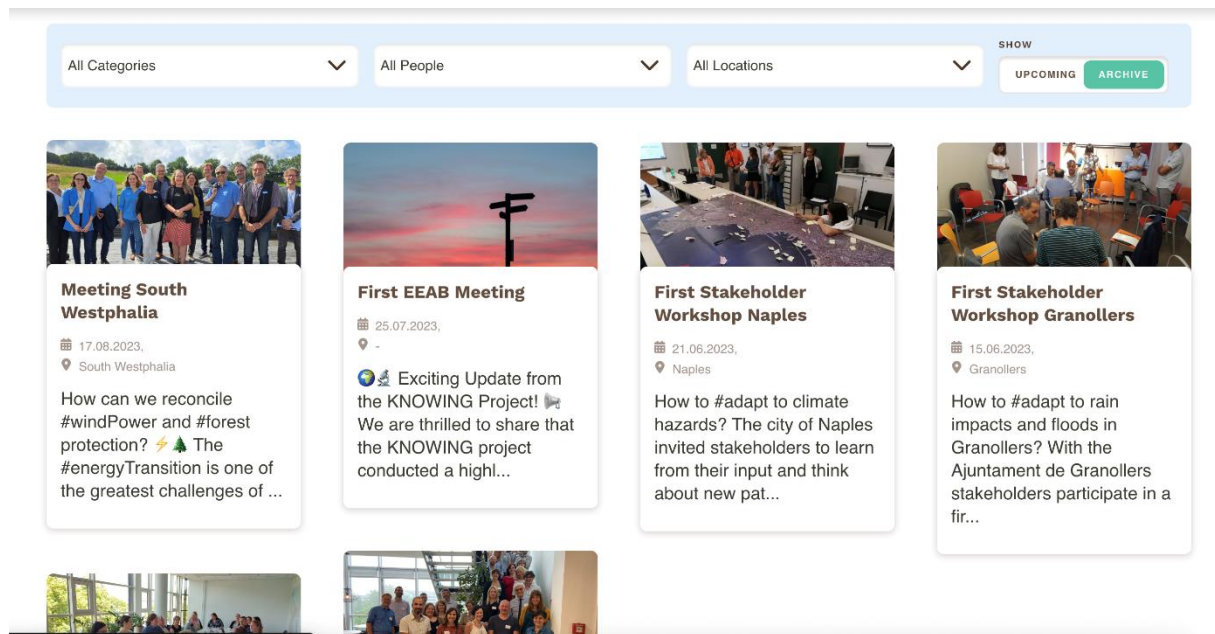 SHOW
All Categories
All People
All Locations
UPCOMING
ARCHIVE
Meeting South
Westphalia
17.08.2023,
South Westphalia
How can we reconcile
#windPower and #forest
protection? ⚡🌲 The
#energyTransition is one of
the greatest challenges of ...
First EEAB Meeting
25.07.2023,
-
🌍🔬 Exciting Update from
the KNOWING Project! 📢
We are thrilled to share that
the KNOWING project
conducted a highl...
First Stakeholder
Workshop Naples
21.06.2023,
Naples
How to #adapt to climate
hazards? The city of Naples
invited stakeholders to learn
from their input and think
about new pat...
First Stakeholder
Workshop Granollers
15.06.2023,
Granollers
How to #adapt to rain
impacts and floods in
Granollers? With the
Ajuntament de Granollers
stakeholders participate in a
fir...